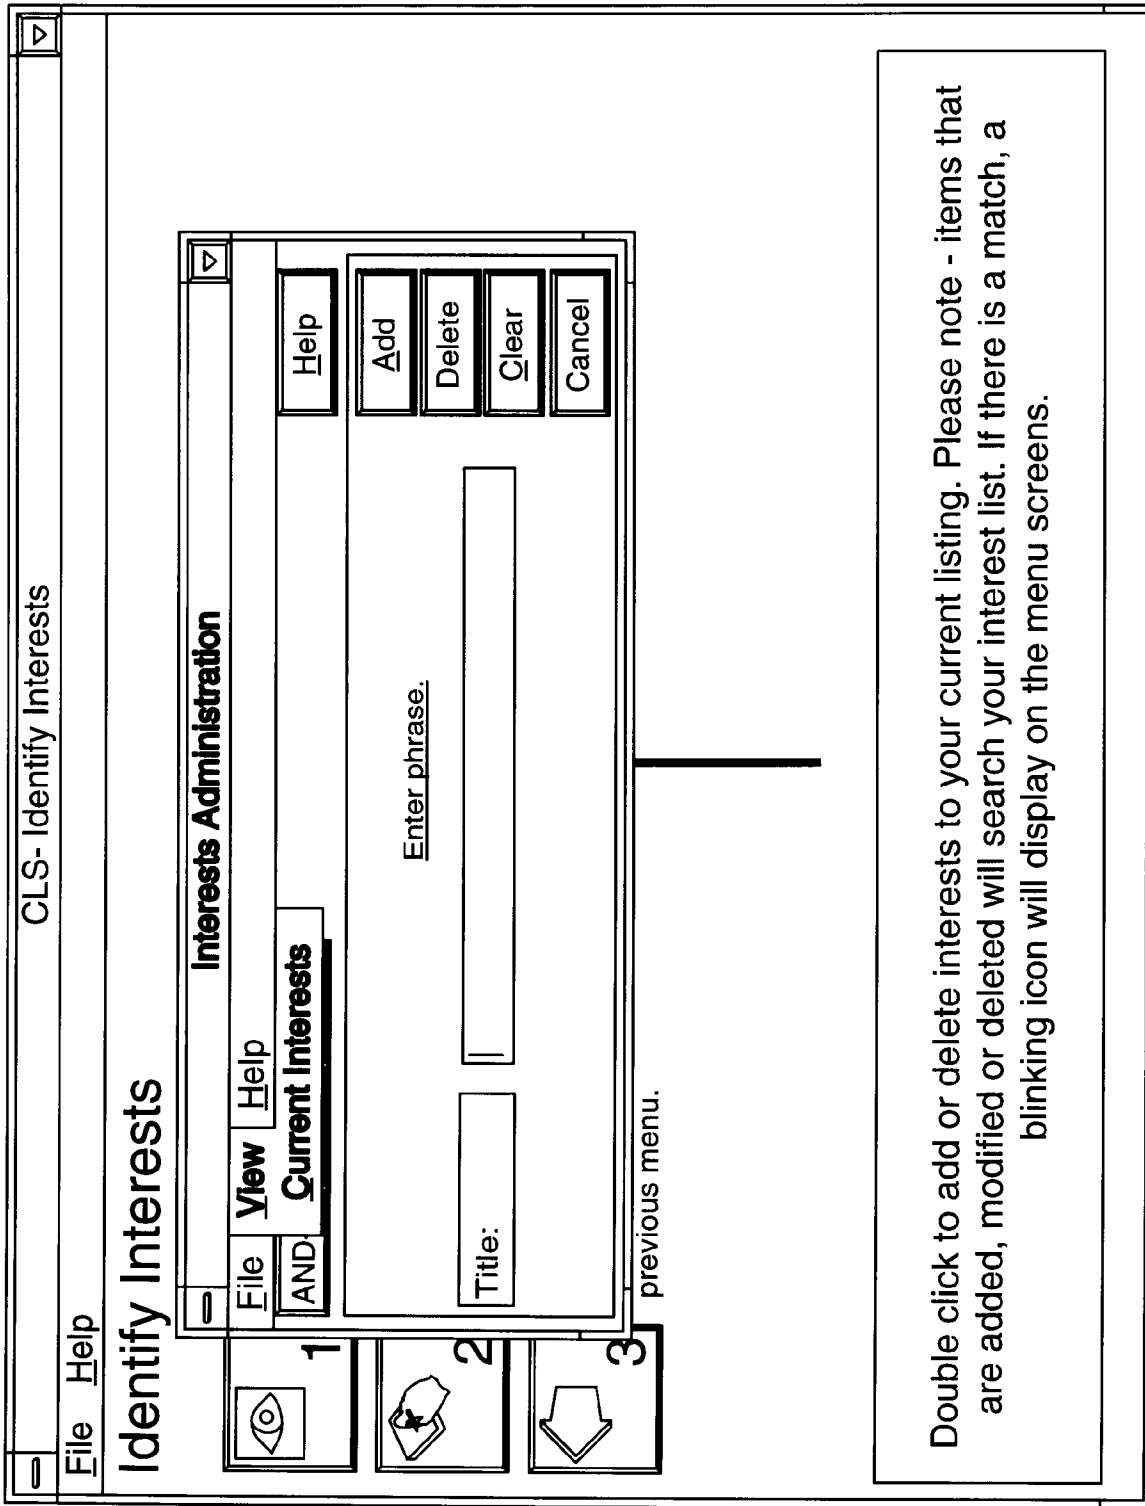 CLS- Identify Interests
File Help
Identify Interests
Interests Administration
File View Help
AND
Current Interests
Help
Enter phrase.
Title:
Add
Delete
Clear
Cancel
1
2
3
previous menu.
Double click to add or delete interests to your current listing. Please note - items that
are added, modified or deleted will search your interest list. If there is a match, a
blinking icon will display on the menu screens.